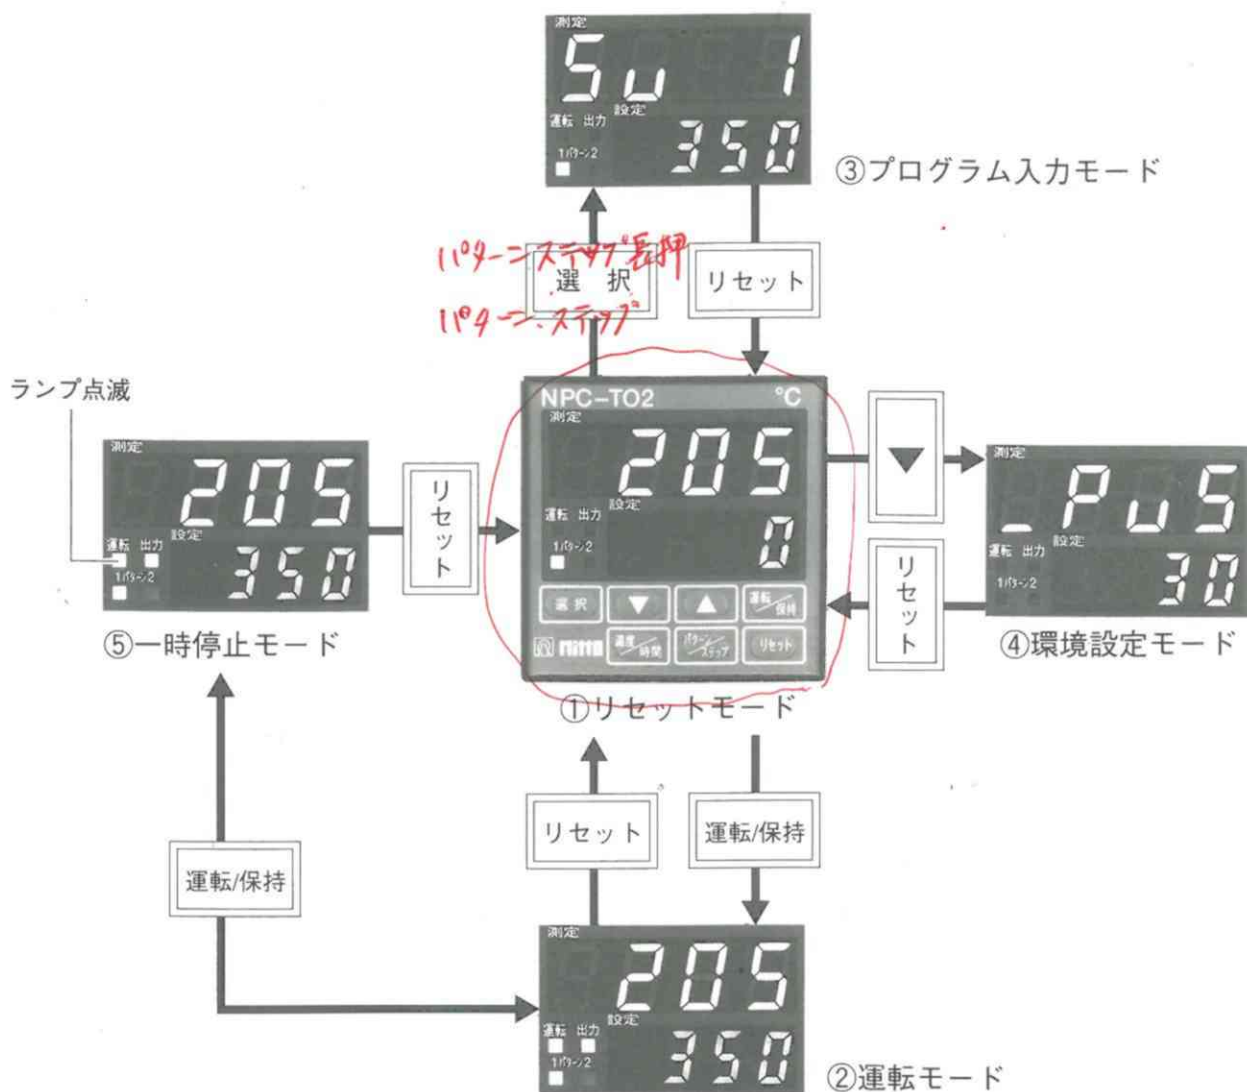 測定
Su 1
設定
運転 出力
350
1パターン2
③プログラム入力モード
パターンステップ長押
選択
リセット
パターン.ステップ
ランプ点滅
NPC-TO2 °C
測定
205
設定
運転 出力
0
1パターン2
選択 ▼ ▲ 運転/保持
nitto 温度/時間 パターン/ステップ リセット
①リセットモード
測定
205
設定
運転 出力
350
1パターン2
リセット
⑤一時停止モード
▼
測定
_PuS
設定
運転 出力
30
1パターン2
リセット
④環境設定モード
リセット
運転/保持
運転/保持
測定
205
設定
運転 出力
350
1パターン2
②運転モード